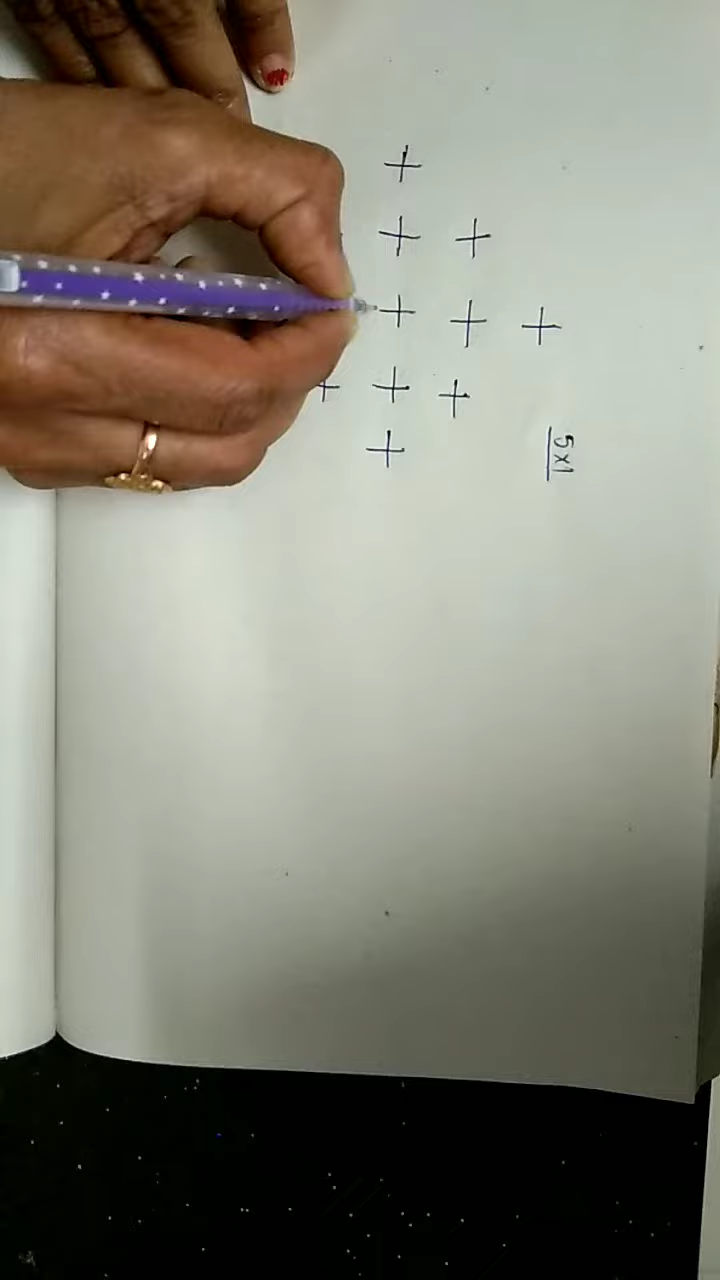 5x1
+
+ + +
+ + + + +
+